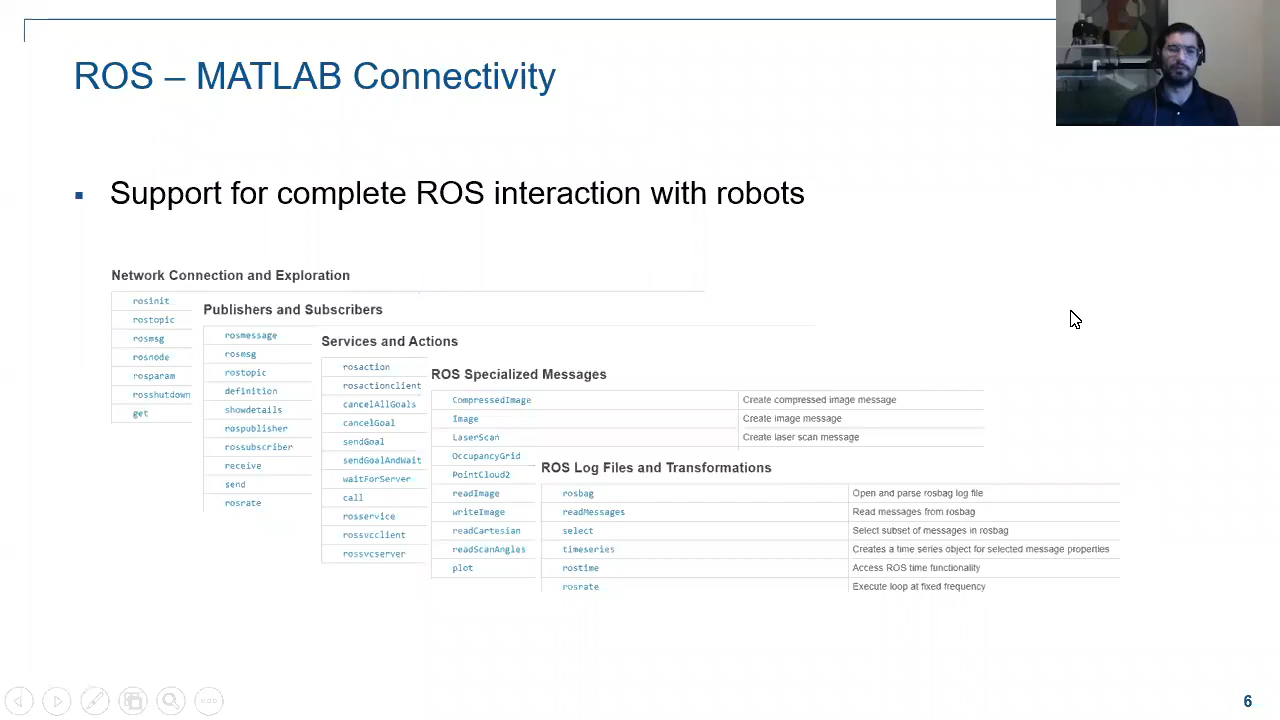 ROS – MATLAB Connectivity
▪ Support for complete ROS interaction with robots
Network Connection and Exploration
rosinit
rostopic
rosmsg
rosnode
rosparam
rosshutdown
get
Publishers and Subscribers
rosmessage
rosmsg
rostopic
definition
showdetails
rospublisher
rossubscriber
receive
send
rosrate
Services and Actions
rosaction
rosactionclient
cancelAllGoals
cancelGoal
sendGoal
sendGoalAndWait
waitForServer
call
rosservice
rossvcclient
rossvcserver
ROS Specialized Messages
CompressedImage Create compressed image message
Image Create image message
LaserScan Create laser scan message
OccupancyGrid
PointCloud2
readImage
writeImage
readCartesian
readScanAngles
plot
ROS Log Files and Transformations
rosbag Open and parse rosbag log file
readMessages Read messages from rosbag
select Select subset of messages in rosbag
timeseries Creates a time series object for selected message properties
rostime Access ROS time functionality
rosrate Execute loop at fixed frequency
6